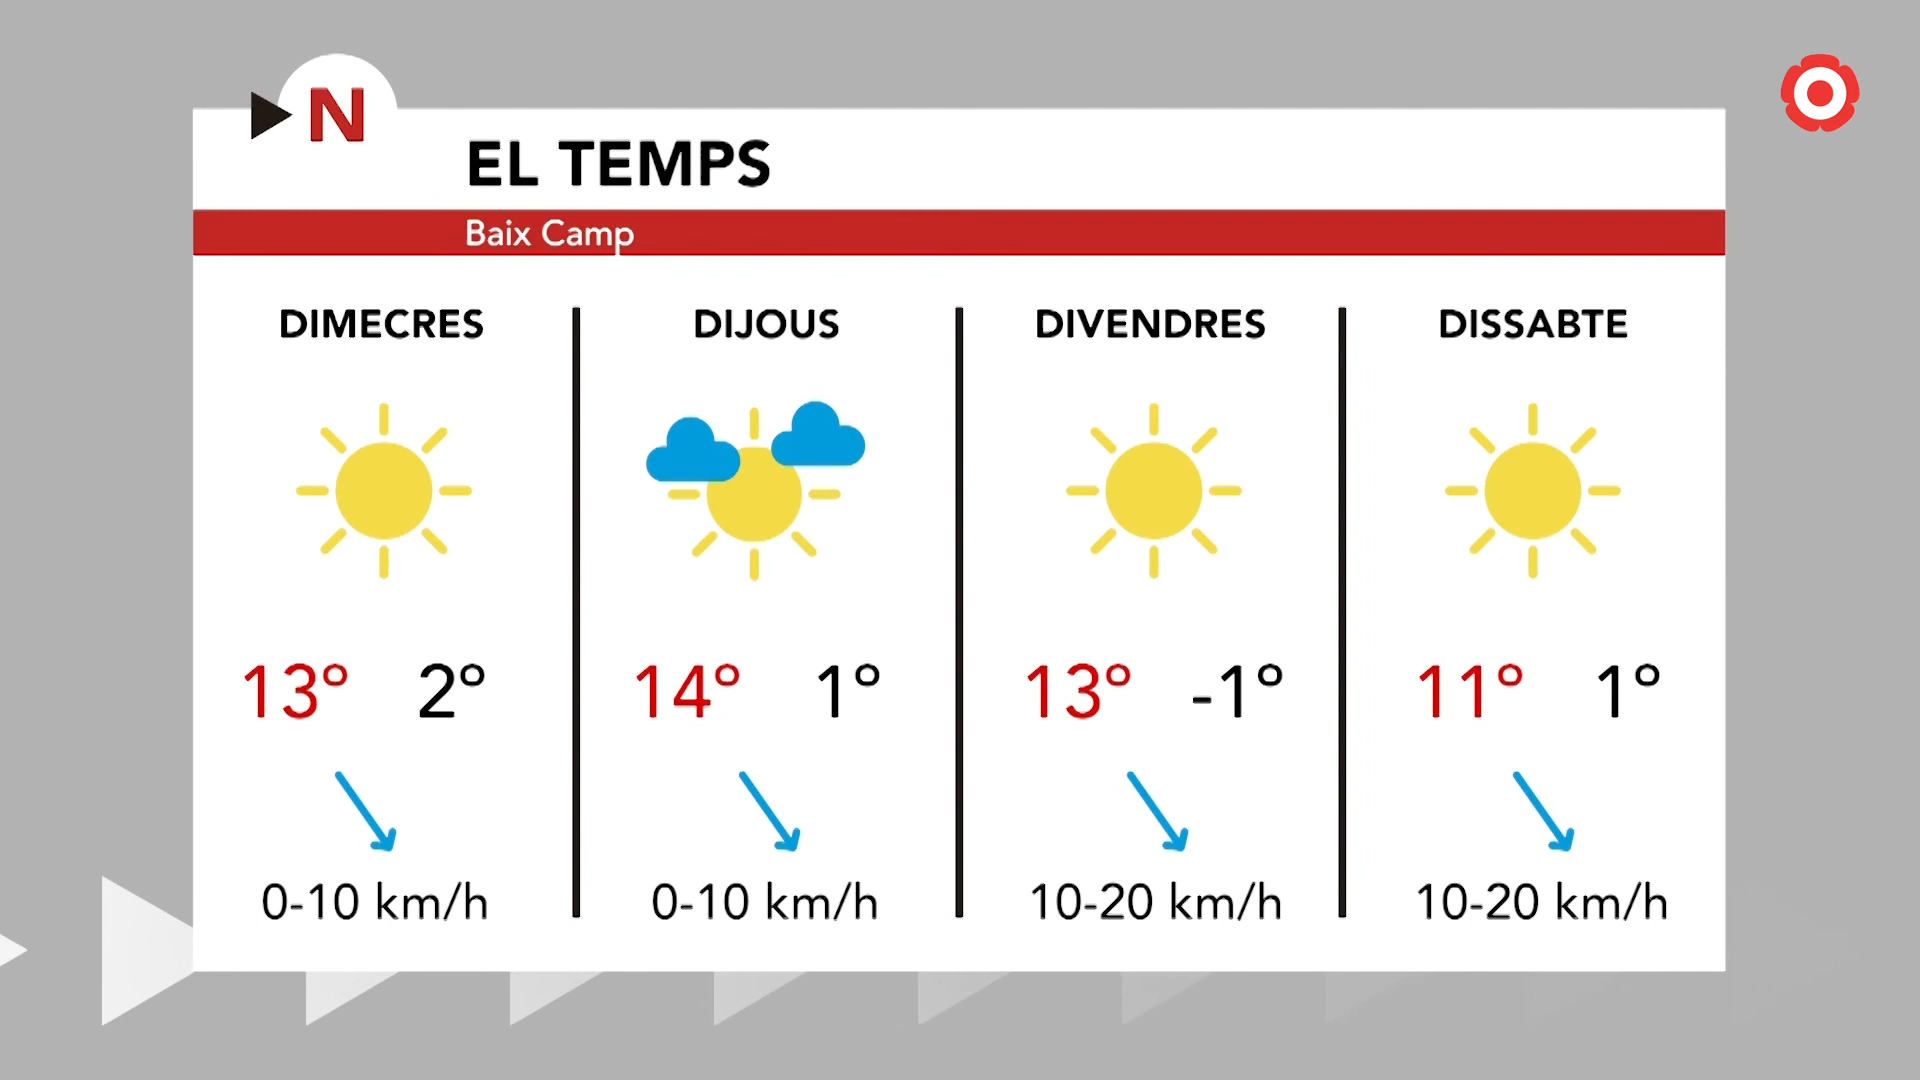 N
EL TEMPS
Baix Camp
DIMECRES
13° 2°
0-10 km/h
DIJOUS
14° 1°
0-10 km/h
DIVENDRES
13° -1°
10-20 km/h
DISSABTE
11° 1°
10-20 km/h